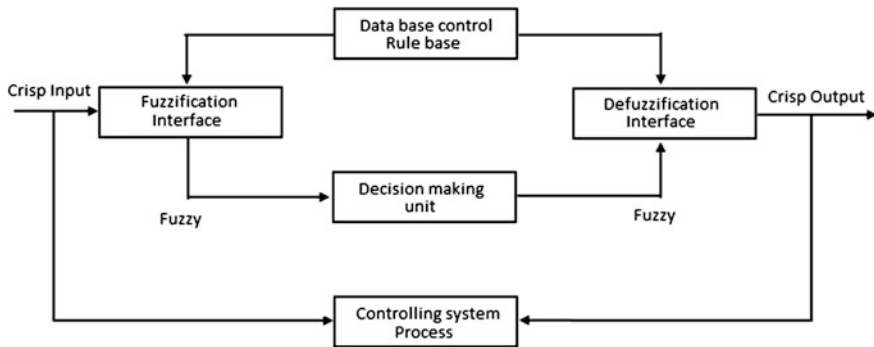 Data base control
Rule base
Crisp Input
Fuzzification
Interface
Defuzzification
Interface
Crisp Output
Decision making
unit
Fuzzy
Fuzzy
Controlling system
Process